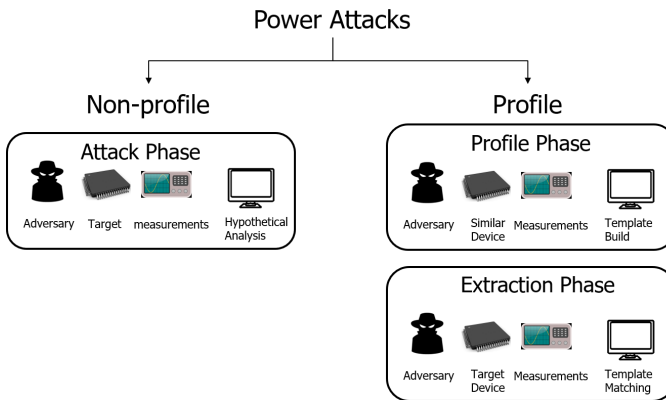 Power Attacks
Non-profile
Profile
Attack Phase
Adversary
Target
measurements
Hypothetical
Analysis
Profile Phase
Adversary
Similar
Device
Measurements
Template
Build
Extraction Phase
Adversary
Target
Device
Measurements
Template
Matching